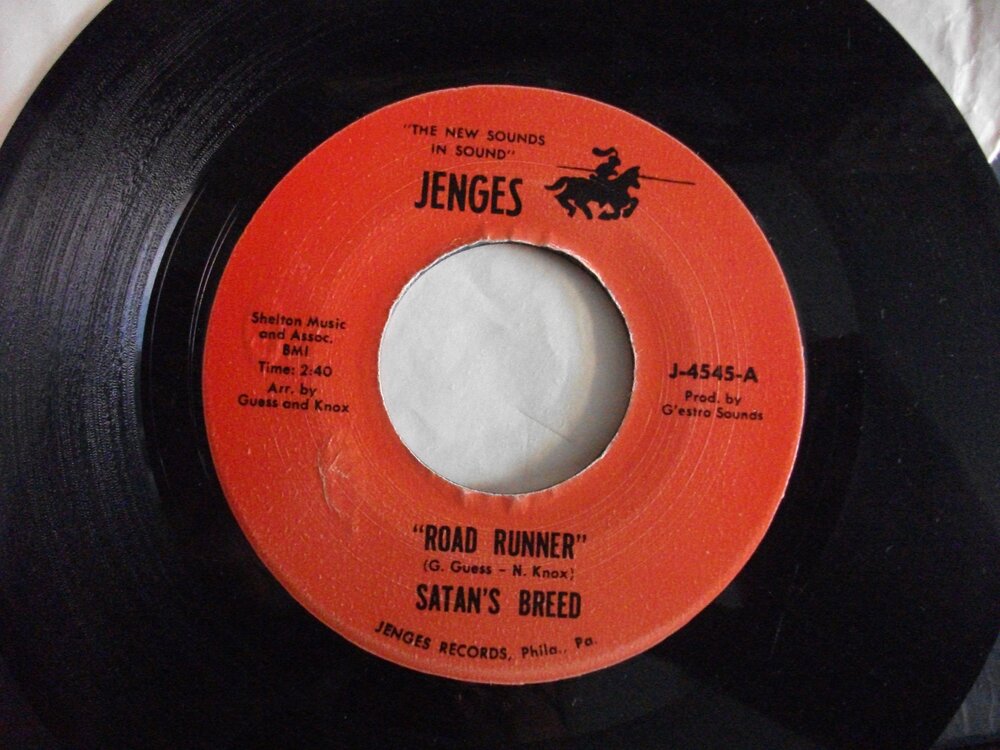 "THE NEW SOUNDS
IN SOUND"
JENGES
Shelton Music
and Assoc.
BMI
Time: 2:40
Arr. by
Guess and Knox
J-4545-A
Prod. by
G'estro Sounds
"ROAD RUNNER"
(G. Guess - N. Knox)
SATAN'S BREED
JENGES RECORDS, Phila., Pa.